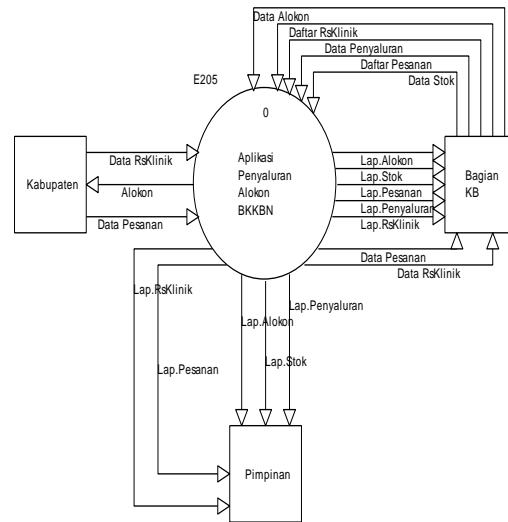 Data Alokon
Daftar RsKlinik
Data Penyaluran
Daftar Pesanan
Data Stok
E205
0
Aplikasi
Penyaluran
Alokon
BKKBN
Kabupaten
Data RsKlinik
Alokon
Data Pesanan
Lap.Alokon
Lap.Stok
Lap.Pesanan
Lap.Penyaluran
Lap.RsKlinik
Bagian
KB
Data Pesanan
Data RsKlinik
Lap.RsKlinik
Lap.Pesanan
Lap.Alokon
Lap.Stok
Lap.Penyaluran
Pimpinan